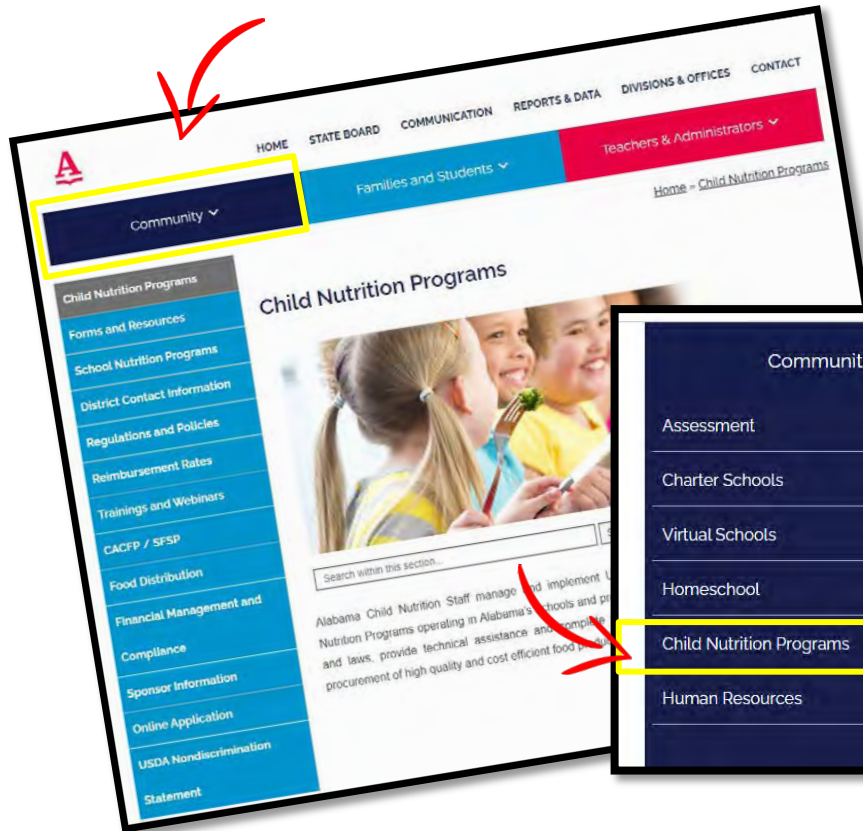 A
HOME STATE BOARD COMMUNICATION REPORTS & DATA DIVISIONS & OFFICES CONTACT
Community Families and Students Teachers & Administrators
Home » Child Nutrition Programs
Child Nutrition Programs
Forms and Resources
School Nutrition Programs
District Contact Information
Regulations and Policies
Reimbursement Rates
Trainings and Webinars
CACFP / SFSP
Food Distribution
Financial Management and
Compliance
Sponsor Information
Online Application
USDA Nondiscrimination
Statement
Child Nutrition Programs
Search within this section...
Alabama Child Nutrition Staff manage and implement U
Nutrition Programs operating in Alabama's schools and pr
and laws, provide technical assistance and complete
procurement of high quality and cost efficient food produ
Communit
Assessment
Charter Schools
Virtual Schools
Homeschool
Child Nutrition Programs
Human Resources